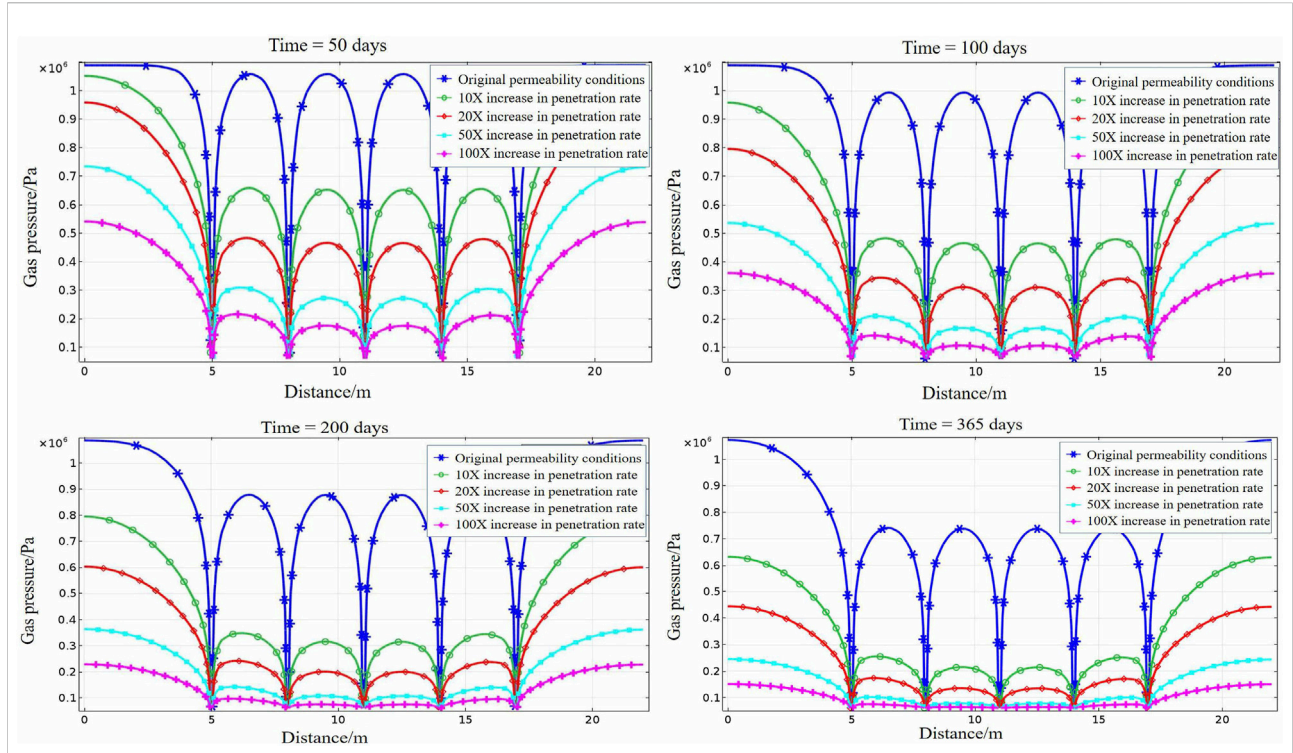 Time = 50 days
×10⁶
1
0.9
0.8
0.7
0.6
0.5
0.4
0.3
0.2
0.1
Gas pressure/Pa
Original permeability conditions
10X increase in penetration rate
20X increase in penetration rate
50X increase in penetration rate
100X increase in penetration rate
0 5 10 15 20
Distance/m
Time = 100 days
×10⁶
1
0.9
0.8
0.7
0.6
0.5
0.4
0.3
0.2
0.1
Gas pressure/Pa
Original permeability conditions
10X increase in penetration rate
20X increase in penetration rate
50X increase in penetration rate
100X increase in penetration rate
0 5 10 15 20
Distance/m
Time = 200 days
×10⁶
1
0.9
0.8
0.7
0.6
0.5
0.4
0.3
0.2
0.1
Gas pressure/Pa
Original permeability conditions
10X increase in penetration rate
20X increase in penetration rate
50X increase in penetration rate
100X increase in penetration rate
0 5 10 15 20
Distance/m
Time = 365 days
×10⁶
1
0.9
0.8
0.7
0.6
0.5
0.4
0.3
0.2
0.1
Gas pressure/Pa
Original permeability conditions
10X increase in penetration rate
20X increase in penetration rate
50X increase in penetration rate
100X increase in penetration rate
0 5 10 15 20
Distance/m